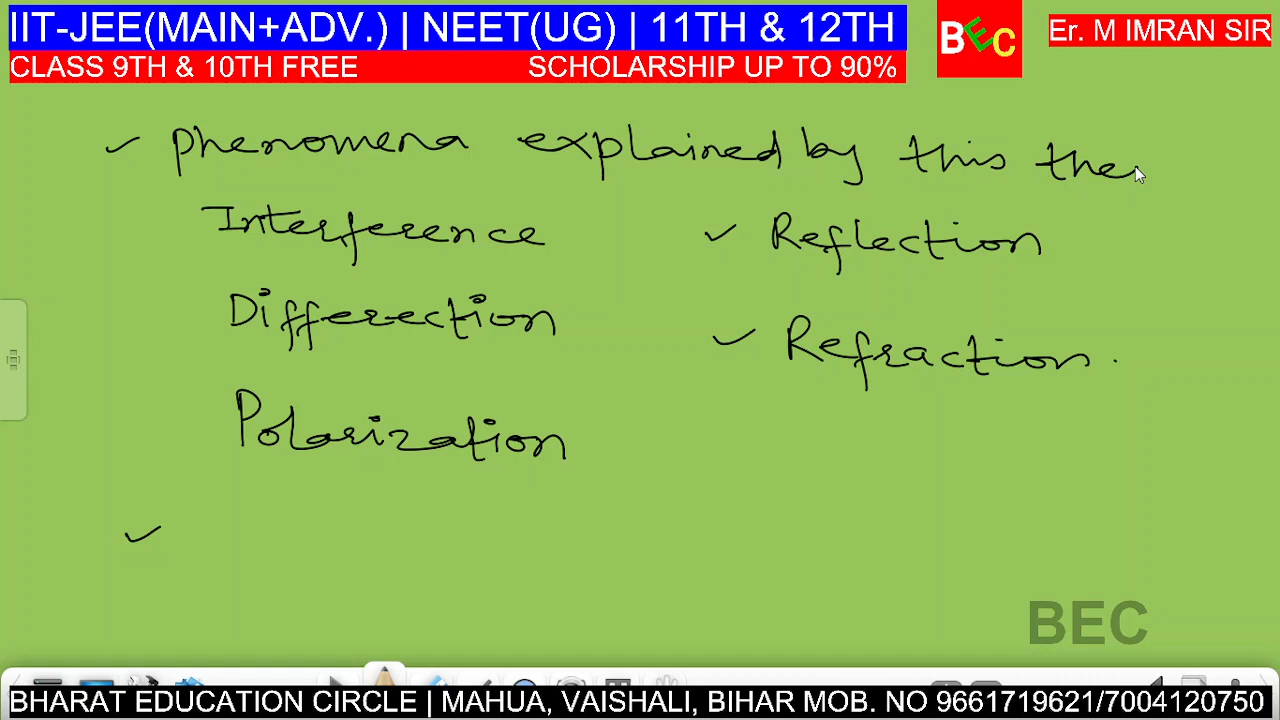 IIT-JEE(MAIN+ADV.) | NEET(UG) | 11TH & 12TH
CLASS 9TH & 10TH FREE SCHOLARSHIP UP TO 90%
BEC
Er. M IMRAN SIR
✓ Phenomena explained by this theo
Interference ✓ Reflection
Differection ✓ Refraction.
Polarization
✓
BEC
BHARAT EDUCATION CIRCLE | MAHUA, VAISHALI, BIHAR MOB. NO 9661719621/7004120750